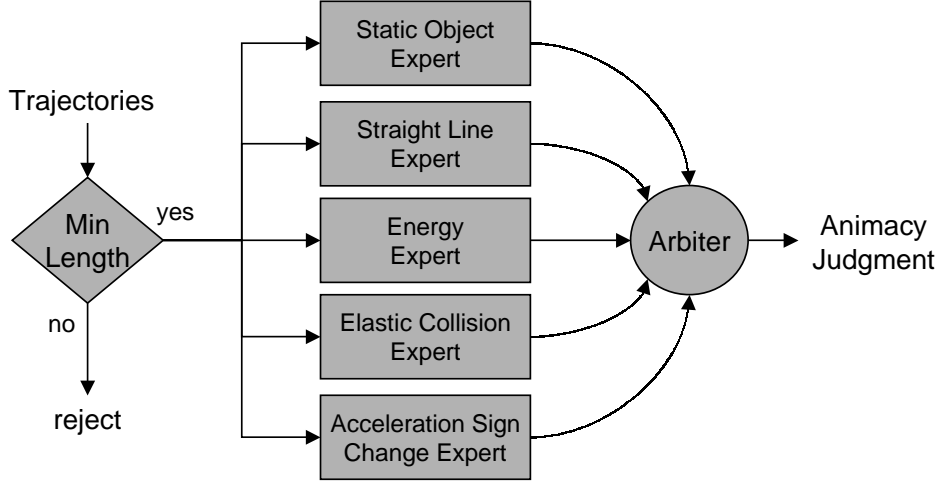 Trajectories
Min
Length
yes
no
reject
Static Object
Expert
Straight Line
Expert
Energy
Expert
Elastic Collision
Expert
Acceleration Sign
Change Expert
Arbiter
Animacy
Judgment